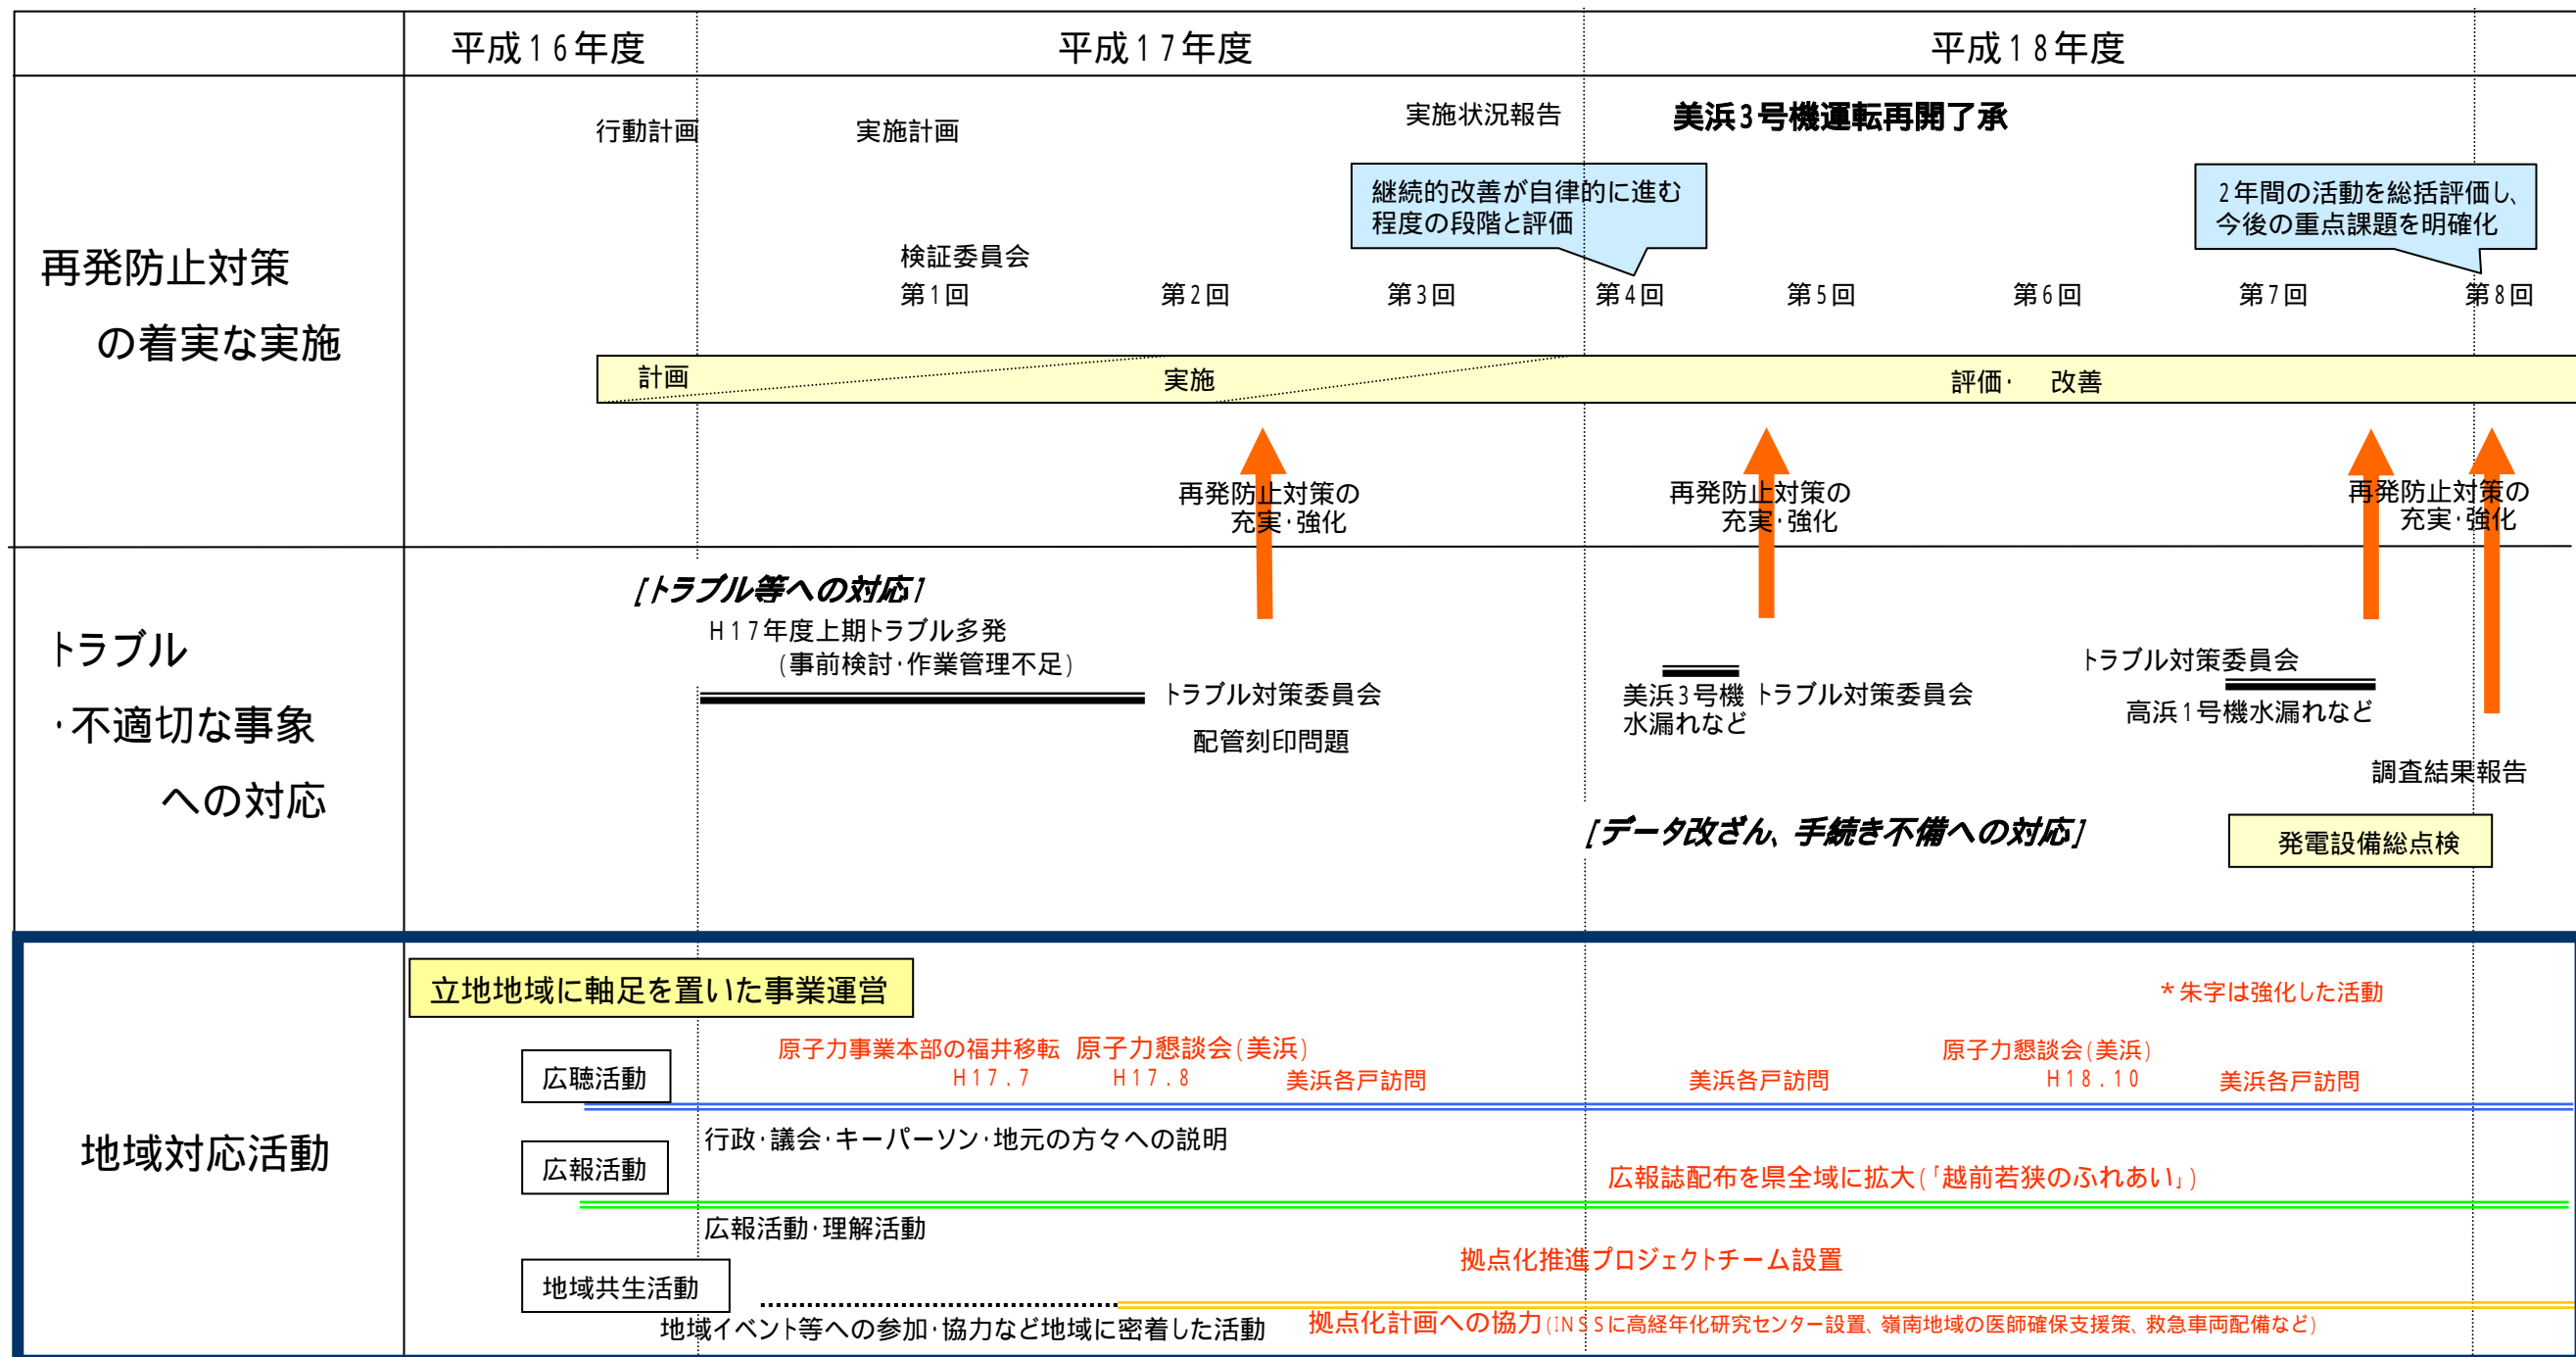 平成16年度
平成17年度
平成18年度
再発防止対策
の着実な実施
行動計画
実施計画
実施状況報告
美浜3号機運転再開了承
継続的改善が自律的に進む
程度の段階と評価
2年間の活動を総括評価し、
今後の重点課題を明確化
検証委員会
第1回
第2回
第3回
第4回
第5回
第6回
第7回
第8回
計画
実施
評価・ 改善
再発防止対策の
充実・強化
再発防止対策の
充実・強化
再発防止対策の
充実・強化
トラブル
・不適切な事象
への対応
[トラブル等への対応]
H17年度上期トラブル多発
(事前検討・作業管理不足)
トラブル対策委員会
配管刻印問題
美浜3号機
水漏れなど
トラブル対策委員会
トラブル対策委員会
高浜1号機水漏れなど
調査結果報告
[データ改ざん、手続き不備への対応]
発電設備総点検
地域対応活動
立地地域に軸足を置いた事業運営
*朱字は強化した活動
広聴活動
原子力事業本部の福井移転
H17.7
原子力懇談会(美浜)
H17.8
美浜各戸訪問
美浜各戸訪問
原子力懇談会(美浜)
H18.10
美浜各戸訪問
行政・議会・キーパーソン・地元の方々への説明
広報活動
広報誌配布を県全域に拡大(「越前若狭のふれあい」)
広報活動・理解活動
地域共生活動
拠点化推進プロジェクトチーム設置
地域イベント等への参加・協力など地域に密着した活動
拠点化計画への協力(INSSに高経年化研究センター設置、嶺南地域の医師確保支援策、救急車両配備など)